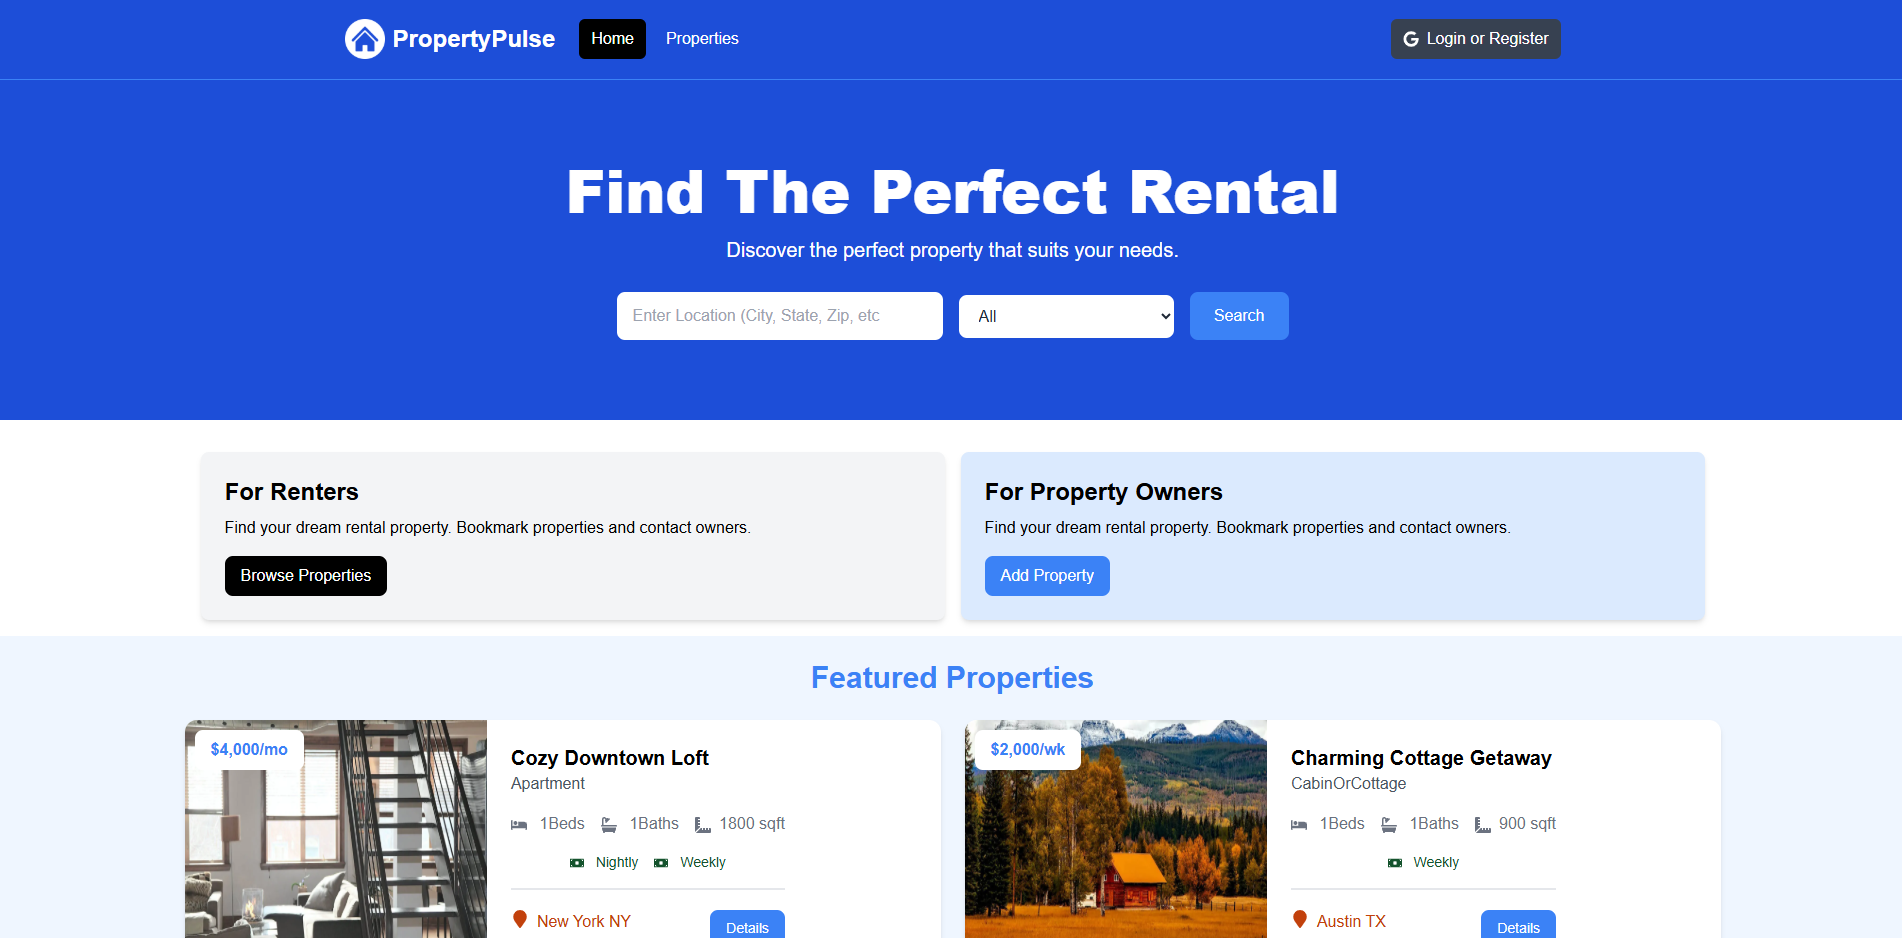 PropertyPulse Home Properties Login or Register
Find The Perfect Rental
Discover the perfect property that suits your needs.
Enter Location (City, State, Zip, etc All Search
For Renters
Find your dream rental property. Bookmark properties and contact owners.
Browse Properties
For Property Owners
Find your dream rental property. Bookmark properties and contact owners.
Add Property
Featured Properties
$4,000/mo
Cozy Downtown Loft
Apartment
1Beds 1Baths 1800 sqft
Nightly Weekly
New York NY Details
$2,000/wk
Charming Cottage Getaway
CabinOrCottage
1Beds 1Baths 900 sqft
Weekly
Austin TX Details